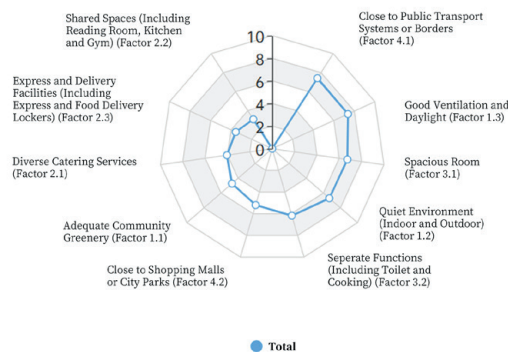 Shared Spaces (Including
Reading Room, Kitchen
and Gym) (Factor 2.2)
Close to Public Transport
Systems or Borders
(Factor 4.1)
Express and Delivery
Facilities (Including
Express and Food Delivery
Lockers) (Factor 2.3)
Good Ventilation and
Daylight (Factor 1.3)
Diverse Catering Services
(Factor 2.1)
Spacious Room
(Factor 3.1)
Adequate Community
Greenery (Factor 1.1)
Quiet Environment
(Indoor and Outdoor)
(Factor 1.2)
Close to Shopping Malls
or City Parks (Factor 4.2)
Seperate Functions
(Including Toilet and
Cooking) (Factor 3.2)
10
8
6
4
2
0
Total